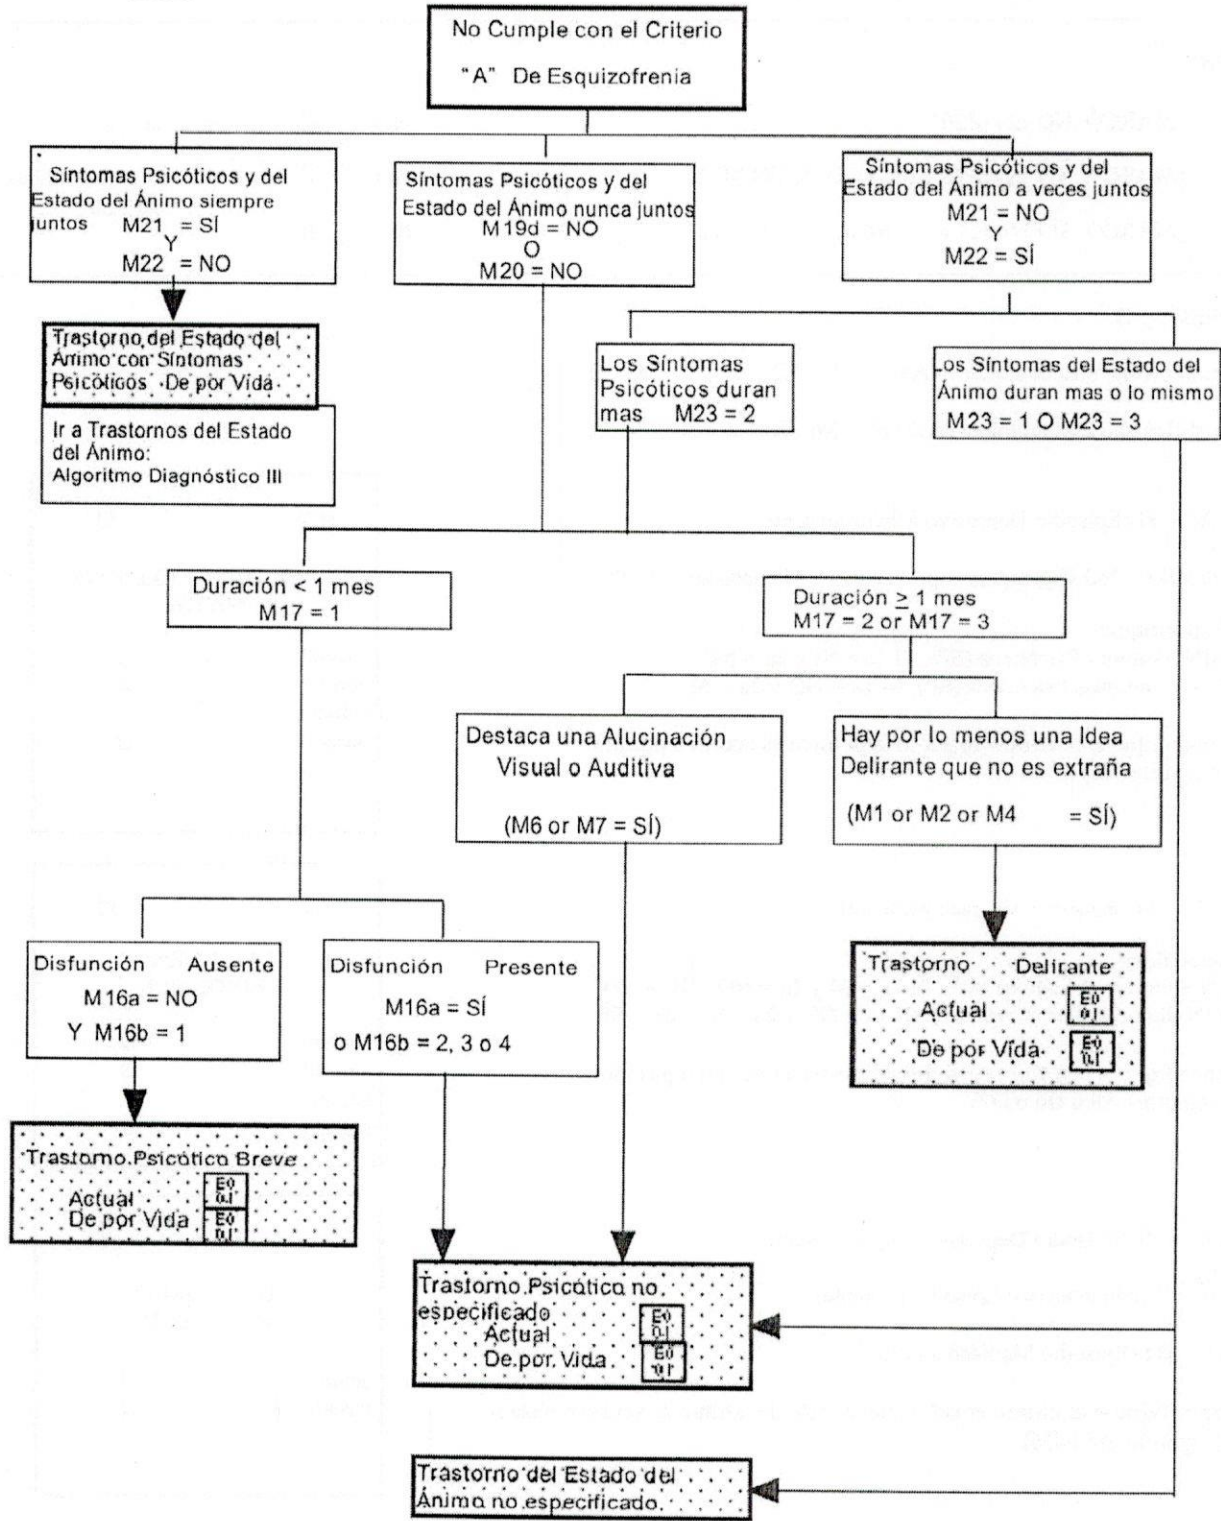 No Cumple con el Criterio
"A" De Esquizofrenia
Síntomas Psicóticos y del
Estado del Ánimo siempre
juntos M21 = SÍ
Y
M22 = NO
Síntomas Psicóticos y del
Estado del Ánimo nunca juntos
M19d = NO
O
M20 = NO
Síntomas Psicóticos y del
Estado del Ánimo a veces juntos
M21 = NO
Y
M22 = SÍ
Trastorno del Estado del
Ánimo con Síntomas
Psicóticos De por Vida
Ir a Trastornos del Estado
del Ánimo:
Algoritmo Diagnóstico III
Los Síntomas
Psicóticos duran
mas M23 = 2
Los Síntomas del Estado del
Ánimo duran mas o lo mismo
M23 = 1 O M23 = 3
Duración < 1 mes
M17 = 1
Duración ≥ 1 mes
M17 = 2 or M17 = 3
Destaca una Alucinación
Visual o Auditiva
(M6 or M7 = SÍ)
Hay por lo menos una Idea
Delirante que no es extraña
(M1 or M2 or M4 = SÍ)
Disfunción Ausente
M16a = NO
Y M16b = 1
Disfunción Presente
M16a = SÍ
o M16b = 2, 3 o 4
Trastorno Delirante
Actual
De por Vida
Trastorno Psicótico Breve
Actual
De por Vida
Trastorno Psicótico no
especificado
Actual
De por Vida
Trastorno del Estado del
Ánimo no especificado